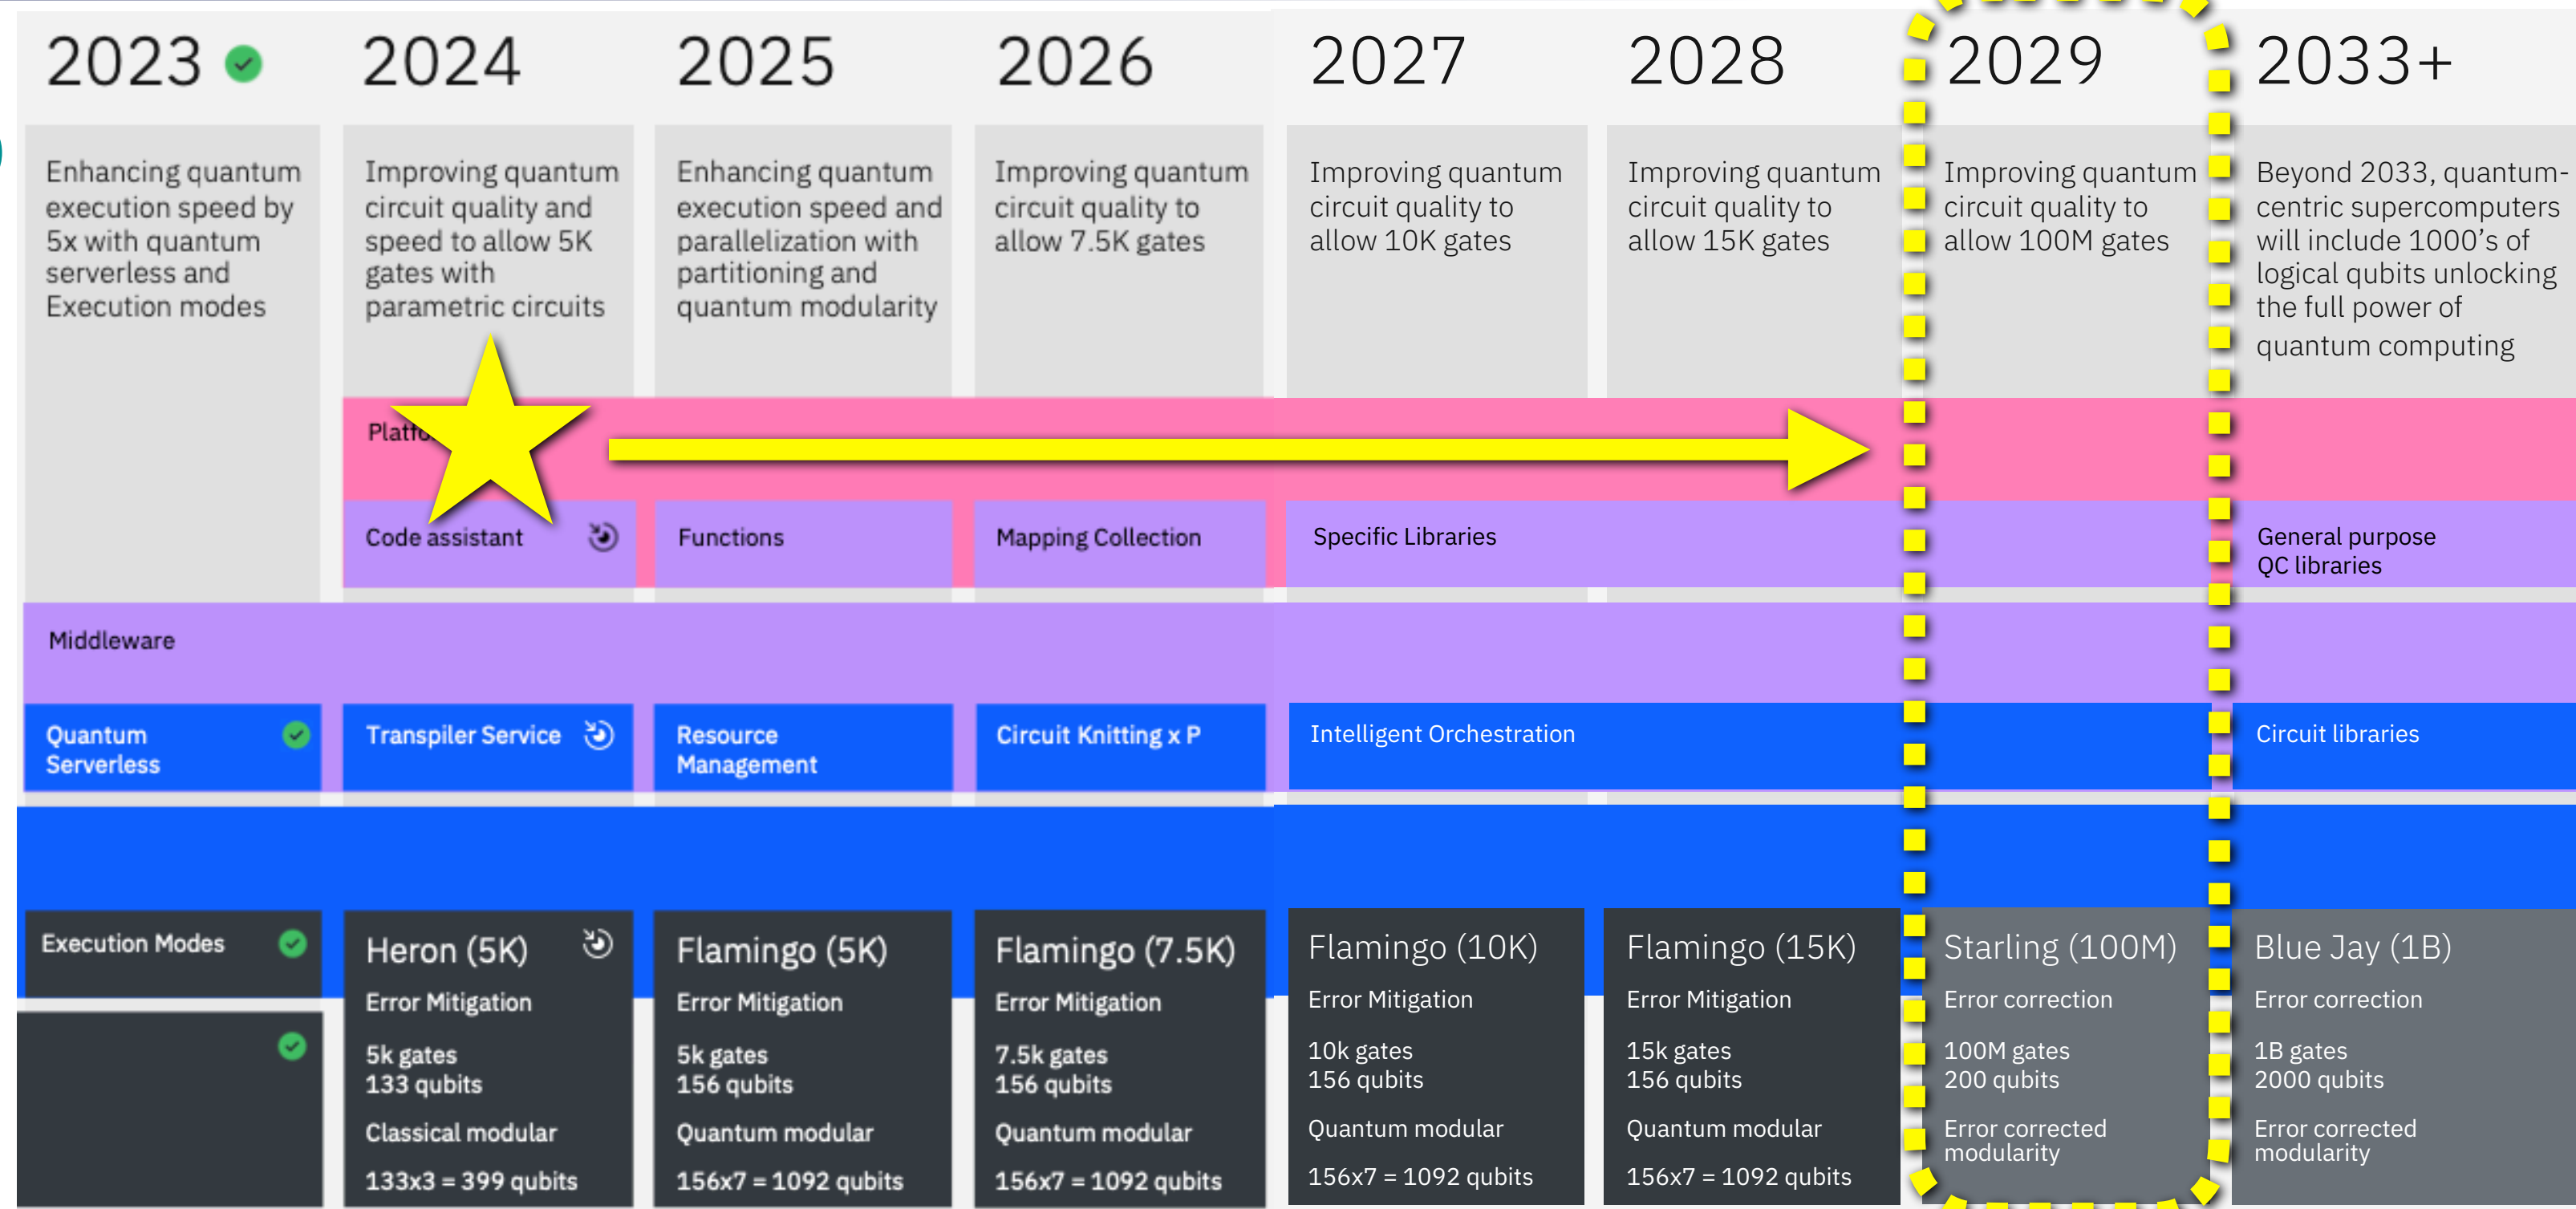 2023
2024
2025
2026
2027
2028
2029
2033+
Enhancing quantum
execution speed by
5x with quantum
serverless and
Execution modes
Improving quantum
circuit quality and
speed to allow 5K
gates with
parametric circuits
Enhancing quantum
execution speed and
parallelization with
partitioning and
quantum modularity
Improving quantum
circuit quality to
allow 7.5K gates
Improving quantum
circuit quality to
allow 10K gates
Improving quantum
circuit quality to
allow 15K gates
Improving quantum
circuit quality to
allow 100M gates
Beyond 2033, quantum-
centric supercomputers
will include 1000’s of
logical qubits unlocking
the full power of
quantum computing
Code assistant
Functions
Mapping Collection
Specific Libraries
General purpose
QC libraries
Middleware
Quantum
Serverless
Transpiler Service
Resource
Management
Circuit Knitting x P
Intelligent Orchestration
Circuit libraries
Execution Modes
Heron (5K)
Error Mitigation
5k gates
133 qubits
Classical modular
133x3 = 399 qubits
Flamingo (5K)
Error Mitigation
5k gates
156 qubits
Quantum modular
156x7 = 1092 qubits
Flamingo (7.5K)
Error Mitigation
7.5k gates
156 qubits
Quantum modular
156x7 = 1092 qubits
Flamingo (10K)
Error Mitigation
10k gates
156 qubits
Quantum modular
156x7 = 1092 qubits
Flamingo (15K)
Error Mitigation
15k gates
156 qubits
Quantum modular
156x7 = 1092 qubits
Starling (100M)
Error correction
100M gates
200 qubits
Error corrected
modularity
Blue Jay (1B)
Error correction
1B gates
2000 qubits
Error corrected
modularity